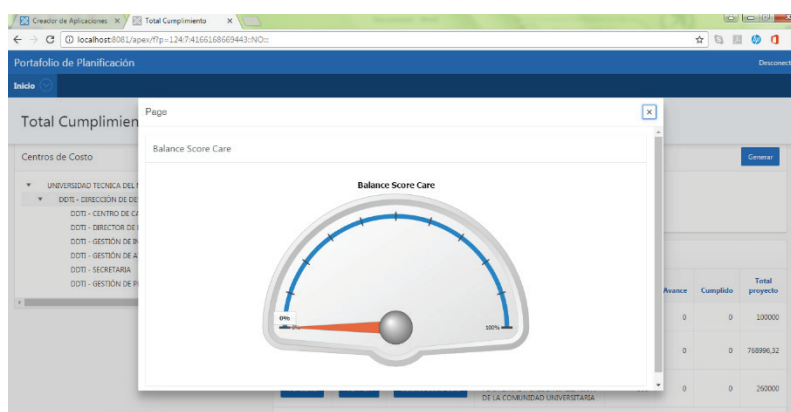 Creador de Aplicaciones
Total Cumplimiento
localhost:8081/apex/f?p=124:7:4166168669443::NO:::
Portafolio de Planificación
Desconect
Inicio
Total Cumplimien
Page
Balance Score Care
Centros de Costo
Generar
Balance Score Care
UNIVERSIDAD TECNICA DEL
DDTI - DIRECCIÓN DE DE
DDTI - CENTRO DE CA
DDTI - DIRECTOR DE
DDTI - GESTIÓN DE
DDTI - GESTIÓN DE A
DDTI - SECRETARIA
DDTI - GESTIÓN DE P
Avance Cumplido Total proyecto
0% 0% 100%
0 0 100000
0 0 768996,32
0 0 260000
DE LA COMUNIDAD UNIVERSITARIA